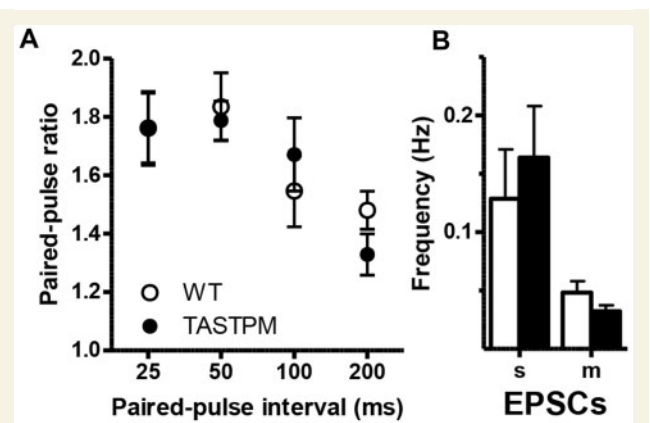 A
Paired-pulse ratio
2.0
1.8
1.6
1.4
1.2
1.0
WT
TASTPM
25 50 100 200
Paired-pulse interval (ms)
B
Frequency (Hz)
0.2
0.1
s m
EPSCs